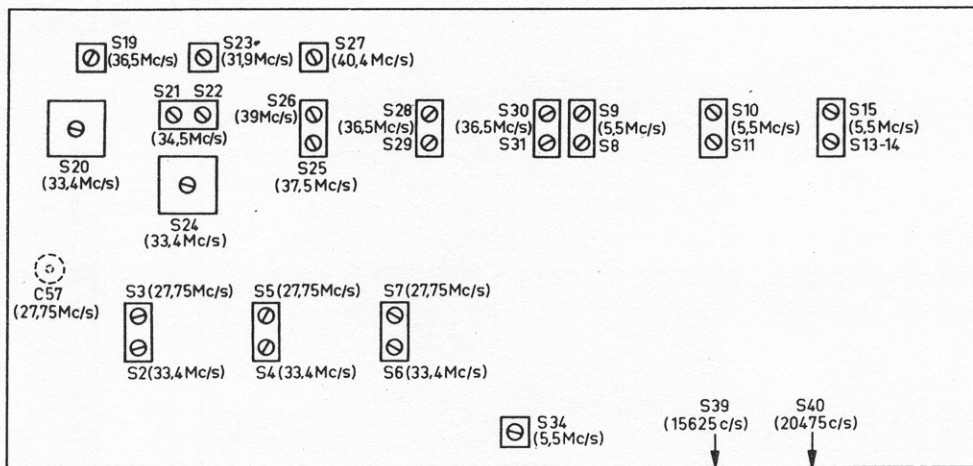 S19
(36,5Mc/s)
S23
(31,9Mc/s)
S27
(40,4Mc/s)
S21 S22
(34,5Mc/s)
S26
(39Mc/s)
S25
(37,5Mc/s)
S28
(36,5Mc/s)
S29
S30
(36,5Mc/s)
S31
S9
(5,5Mc/s)
S8
S10
(5,5Mc/s)
S11
S15
(5,5Mc/s)
S13-14
S20
(33,4Mc/s)
S24
(33,4Mc/s)
C57
(27,75Mc/s)
S3(27,75Mc/s)
S2(33,4Mc/s)
S5(27,75Mc/s)
S4(33,4Mc/s)
S7(27,75Mc/s)
S6(33,4Mc/s)
S34
(5,5Mc/s)
S39
(15625c/s)
S40
(20475c/s)